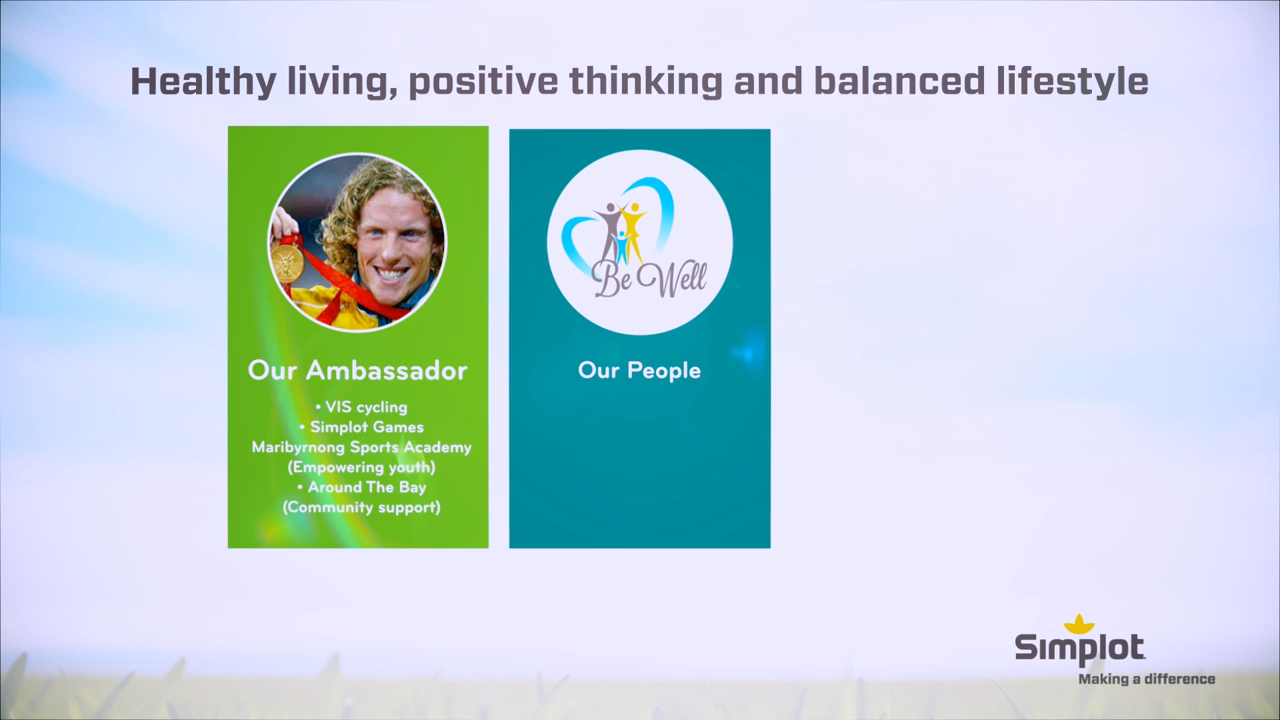 Healthy living, positive thinking and balanced lifestyle
Our Ambassador
• VIS cycling
• Simplot Games
Maribyrnong Sports Academy
(Empowering youth)
• Around The Bay
(Community support)
Be Well
Our People
Simplot
Making a difference